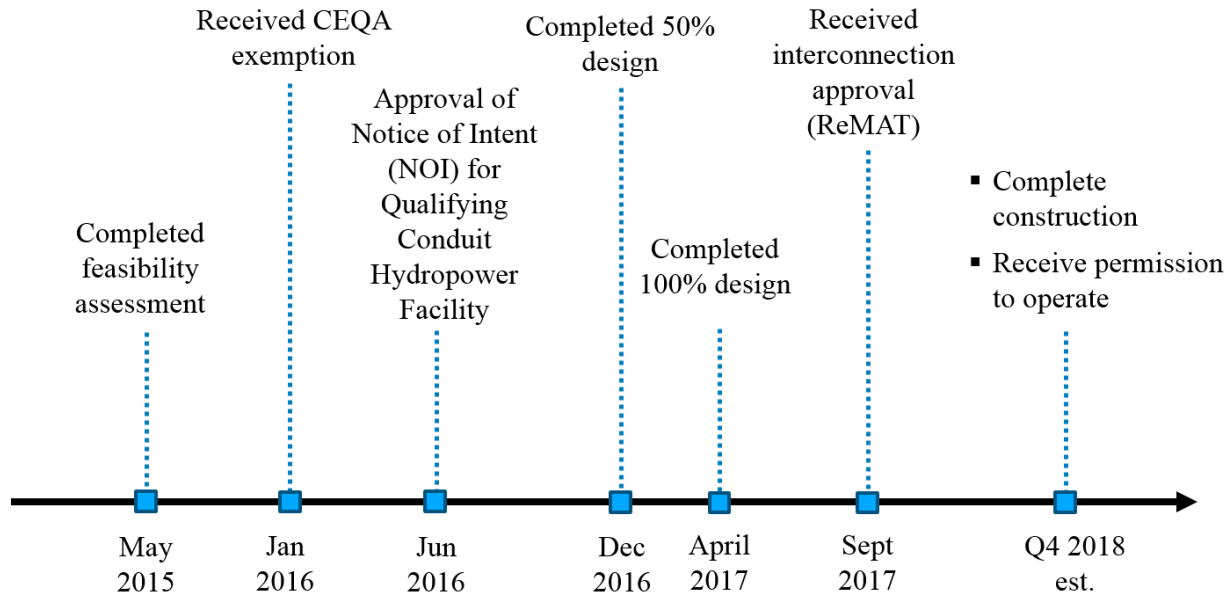 Received CEQA
exemption
Completed 50%
design
Received
interconnection
approval
(ReMAT)
Approval of
Notice of Intent
(NOI) for
Qualifying
Conduit
Hydropower
Facility
▪ Complete
construction
▪ Receive permission
to operate
Completed
feasibility
assessment
Completed
100% design
May
2015
Jan
2016
Jun
2016
Dec
2016
April
2017
Sept
2017
Q4 2018
est.